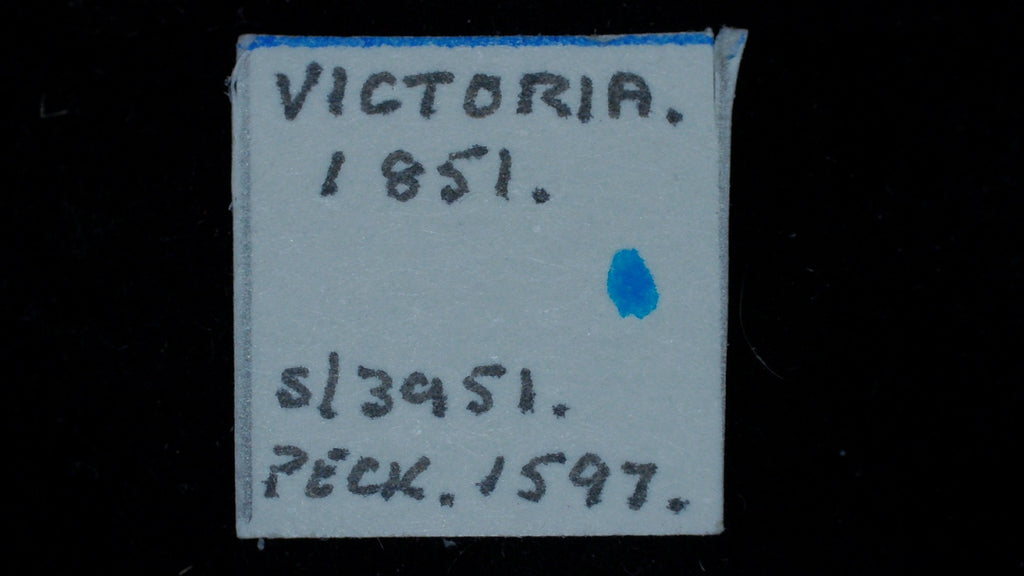 VICTORIA.
1851.
S/3951.
PECK. 1597.